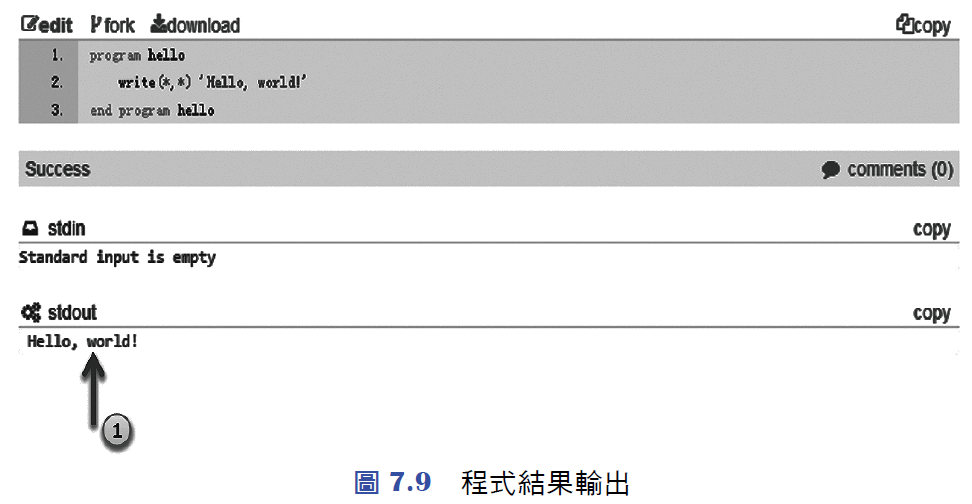 edit fork download copy
1. program hello
2. write(*,*) 'Hello, world!'
3. end program hello
Success comments (0)
stdin copy
Standard input is empty
stdout copy
Hello, world!
1
圖 7.9 程式結果輸出